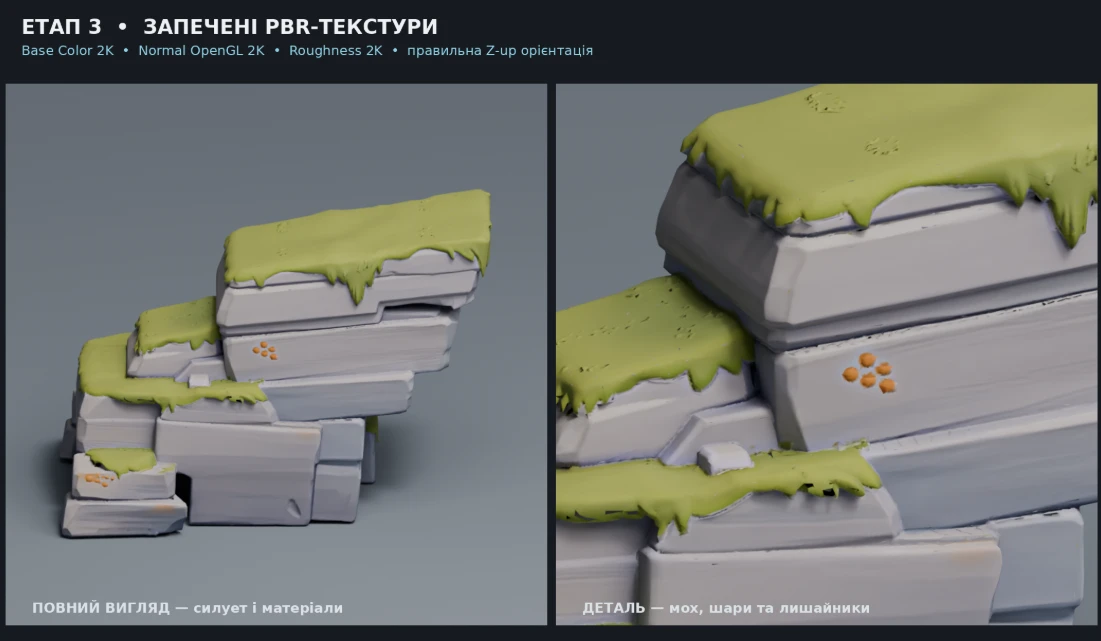 ЕТАП 3 • ЗАПЕЧЕНІ PBR-ТЕКСТУРИ
Base Color 2K • Normal OpenGL 2K • Roughness 2K • правильна Z-up орієнтація
ПОВНИЙ ВИГЛЯД — силует і матеріали
ДЕТАЛЬ — мох, шари та лишайники